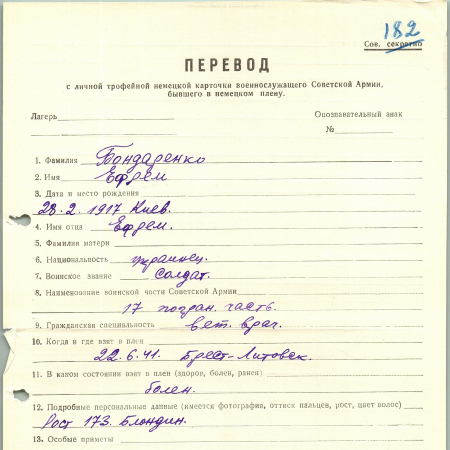 182
Сов. секретно
ПЕРЕВОД
с личной трофейной немецкой карточки военнослужащего Советской Армии,
бывшего в немецком плену.
Лагерь
Опознавательный знак
№
1. Фамилия Бондаренко
2. Имя Ефрем
3. Дата и место рождения
28.2.1917 Киев.
4. Имя отца Ефрем.
5. Фамилия матери
6. Национальность украинец.
7. Воинское звание Солдат.
8. Наименование воинской части Советской Армии
17 погран. часть.
9. Гражданская специальность вет. врач.
10. Когда и где взят в плен
22.6.41. Брест-Литовск.
11. В каком состоянии взят в плен (здоров, болен, ранен)
болен.
12. Подробные персональные данные (имеется фотография, оттиск пальцев, рост, цвет волос)
Рост 173. Блондин.
13. Особые приметы